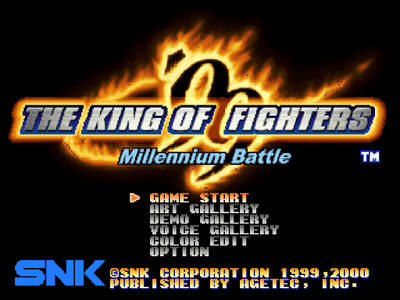 '99
THE KING OF FIGHTERS
Millennium Battle TM
GAME START
ART GALLERY
DEMO GALLERY
VOICE GALLERY
COLOR EDIT
OPTION
SNK
©SNK CORPORATION 1999,2000
PUBLISHED BY AGETEC, INC.